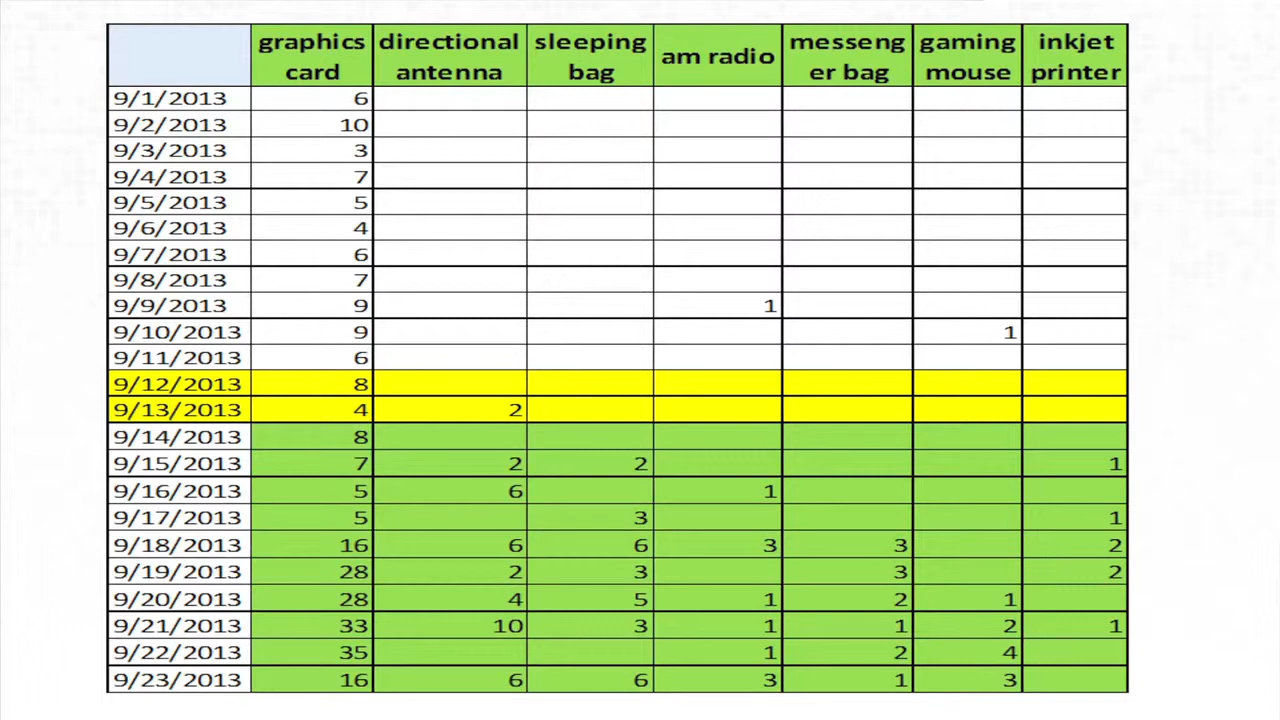 graphics card directional antenna sleeping bag am radio messeng er bag gaming mouse inkjet printer
9/1/2013 6
9/2/2013 10
9/3/2013 3
9/4/2013 7
9/5/2013 5
9/6/2013 4
9/7/2013 6
9/8/2013 7
9/9/2013 9 1
9/10/2013 9 1
9/11/2013 6
9/12/2013 8
9/13/2013 4 2
9/14/2013 8
9/15/2013 7 2 2 1
9/16/2013 5 6 1
9/17/2013 5 3 1
9/18/2013 16 6 6 3 3 2
9/19/2013 28 2 3 3 2
9/20/2013 28 4 5 1 2 1
9/21/2013 33 10 3 1 1 2 1
9/22/2013 35 1 2 4
9/23/2013 16 6 6 3 1 3